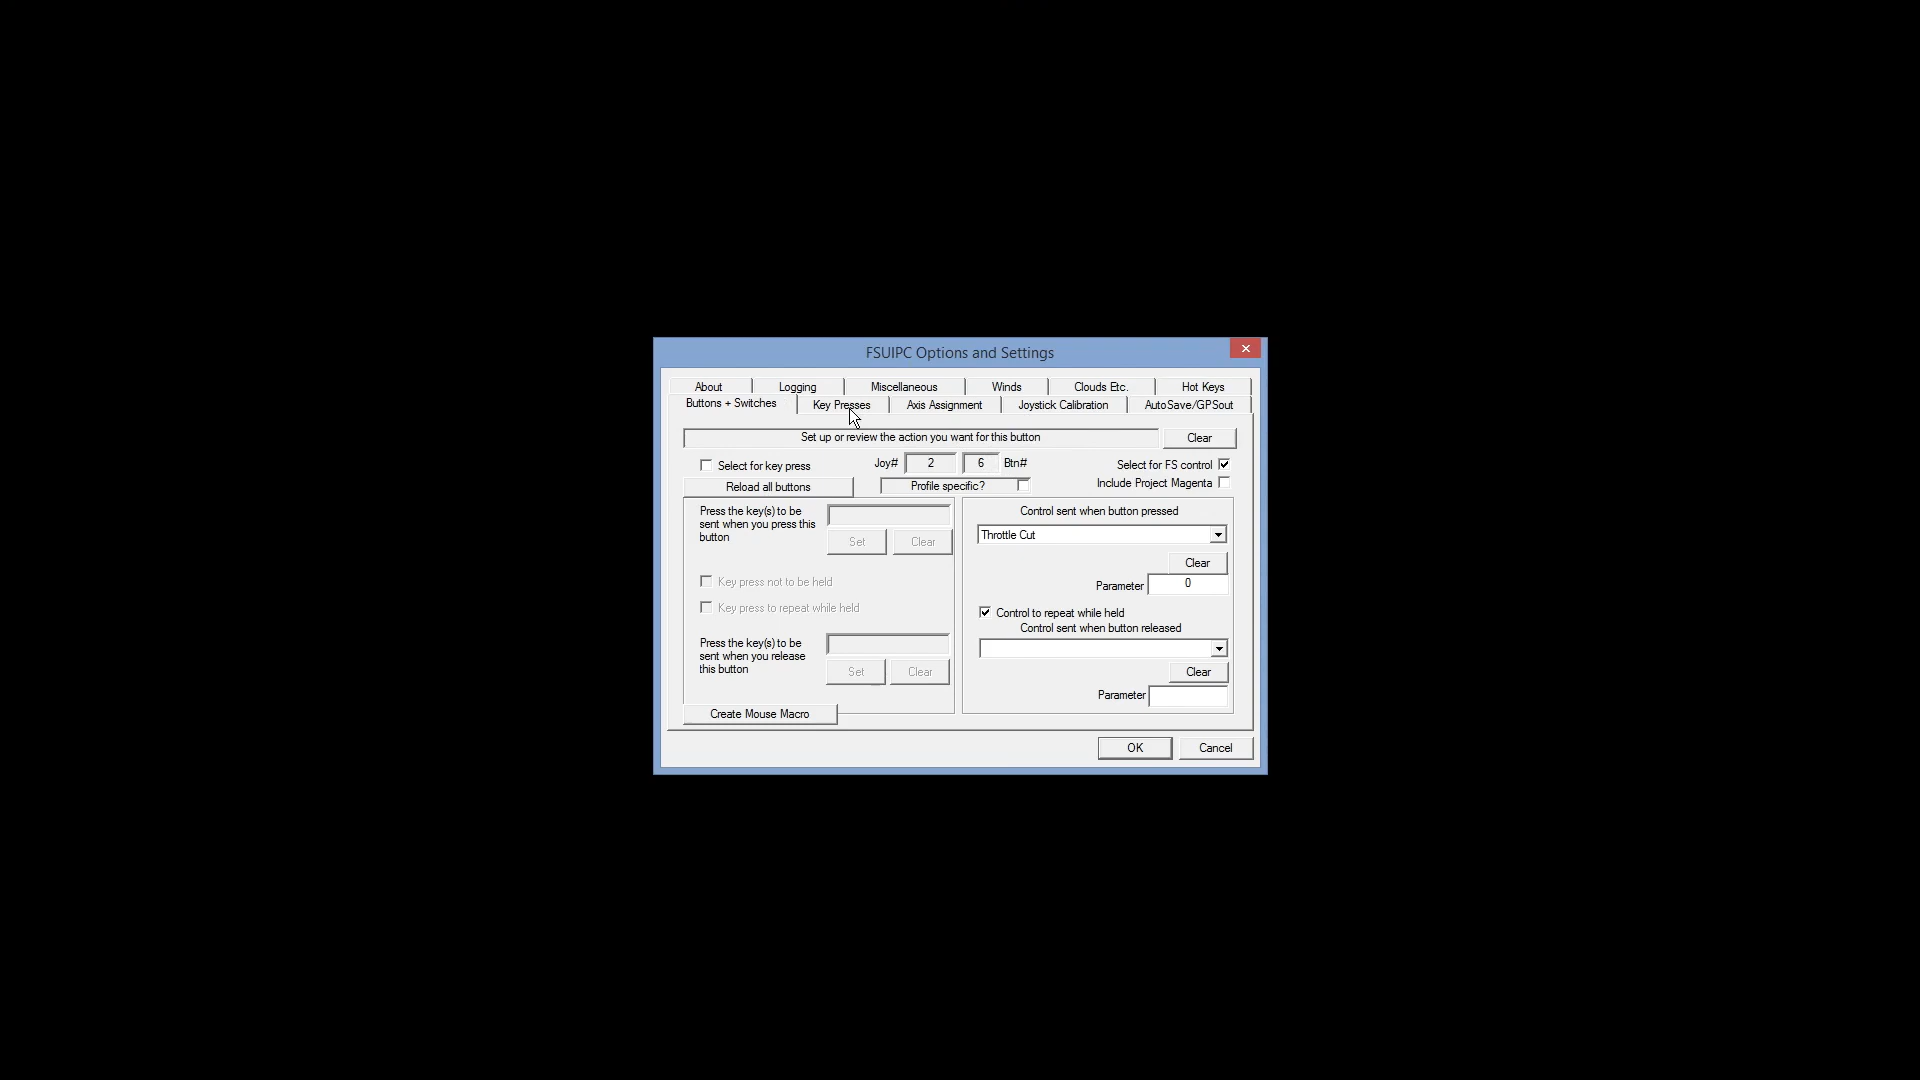 FSUIPC Options and Settings
About
Logging
Miscellaneous
Winds
Clouds Etc.
Hot Keys
Buttons + Switches
Key Presses
Axis Assignment
Joystick Calibration
AutoSave/GPSout
Set up or review the action you want for this button
Clear
Select for key press
Joy#
2
6
Btn#
Select for FS control
Reload all buttons
Profile specific?
Include Project Magenta
Press the key(s) to be
sent when you press this
button
Set
Clear
Key press not to be held
Key press to repeat while held
Press the key(s) to be
sent when you release
this button
Set
Clear
Create Mouse Macro
Control sent when button pressed
Throttle Cut
Clear
Parameter
0
Control to repeat while held
Control sent when button released
Clear
Parameter
OK
Cancel